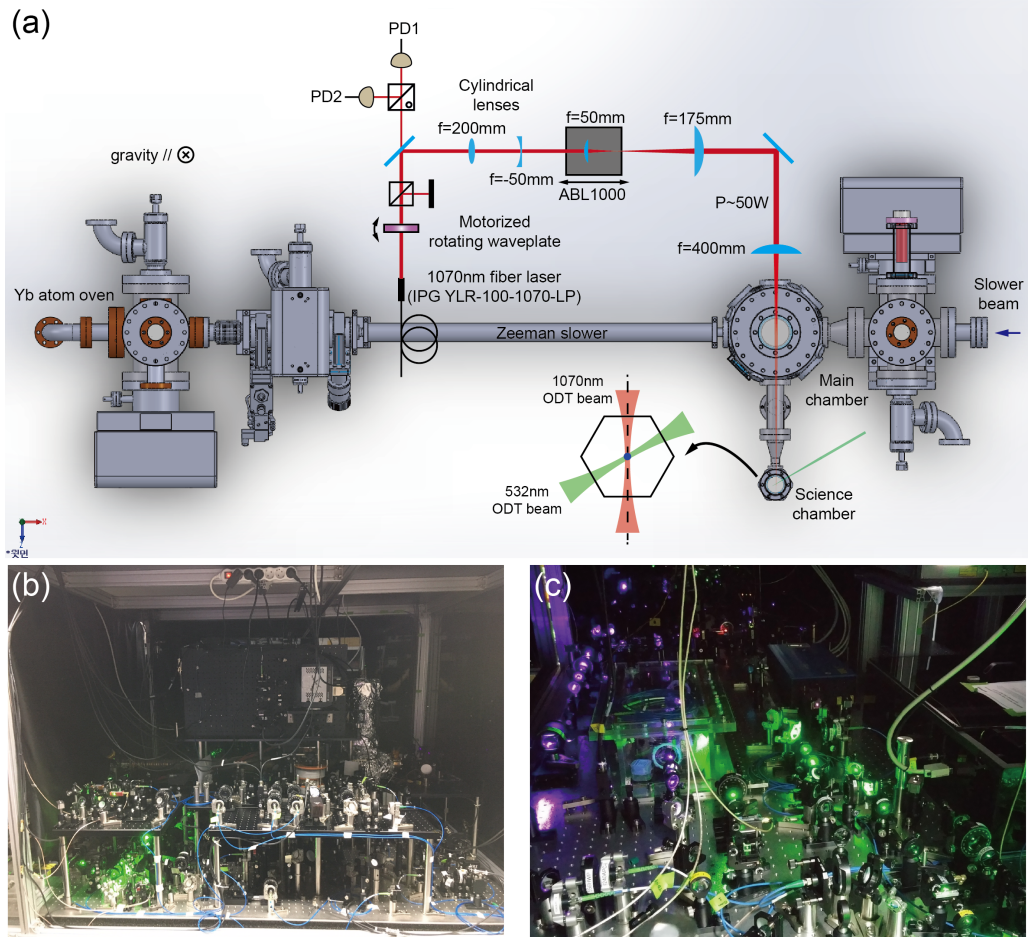 (a)
PD1
PD2
Cylindrical
lenses
f=200mm
f=-50mm
f=50mm
ABL1000
f=175mm
gravity //
P~50W
f=400mm
Motorized
rotating waveplate
1070nm fiber laser
(IPG YLR-100-1070-LP)
Yb atom oven
Zeeman slower
Slower
beam
Main
chamber
1070nm
ODT beam
532nm
ODT beam
Science
chamber
X
Z
*윗면
(b)
(c)